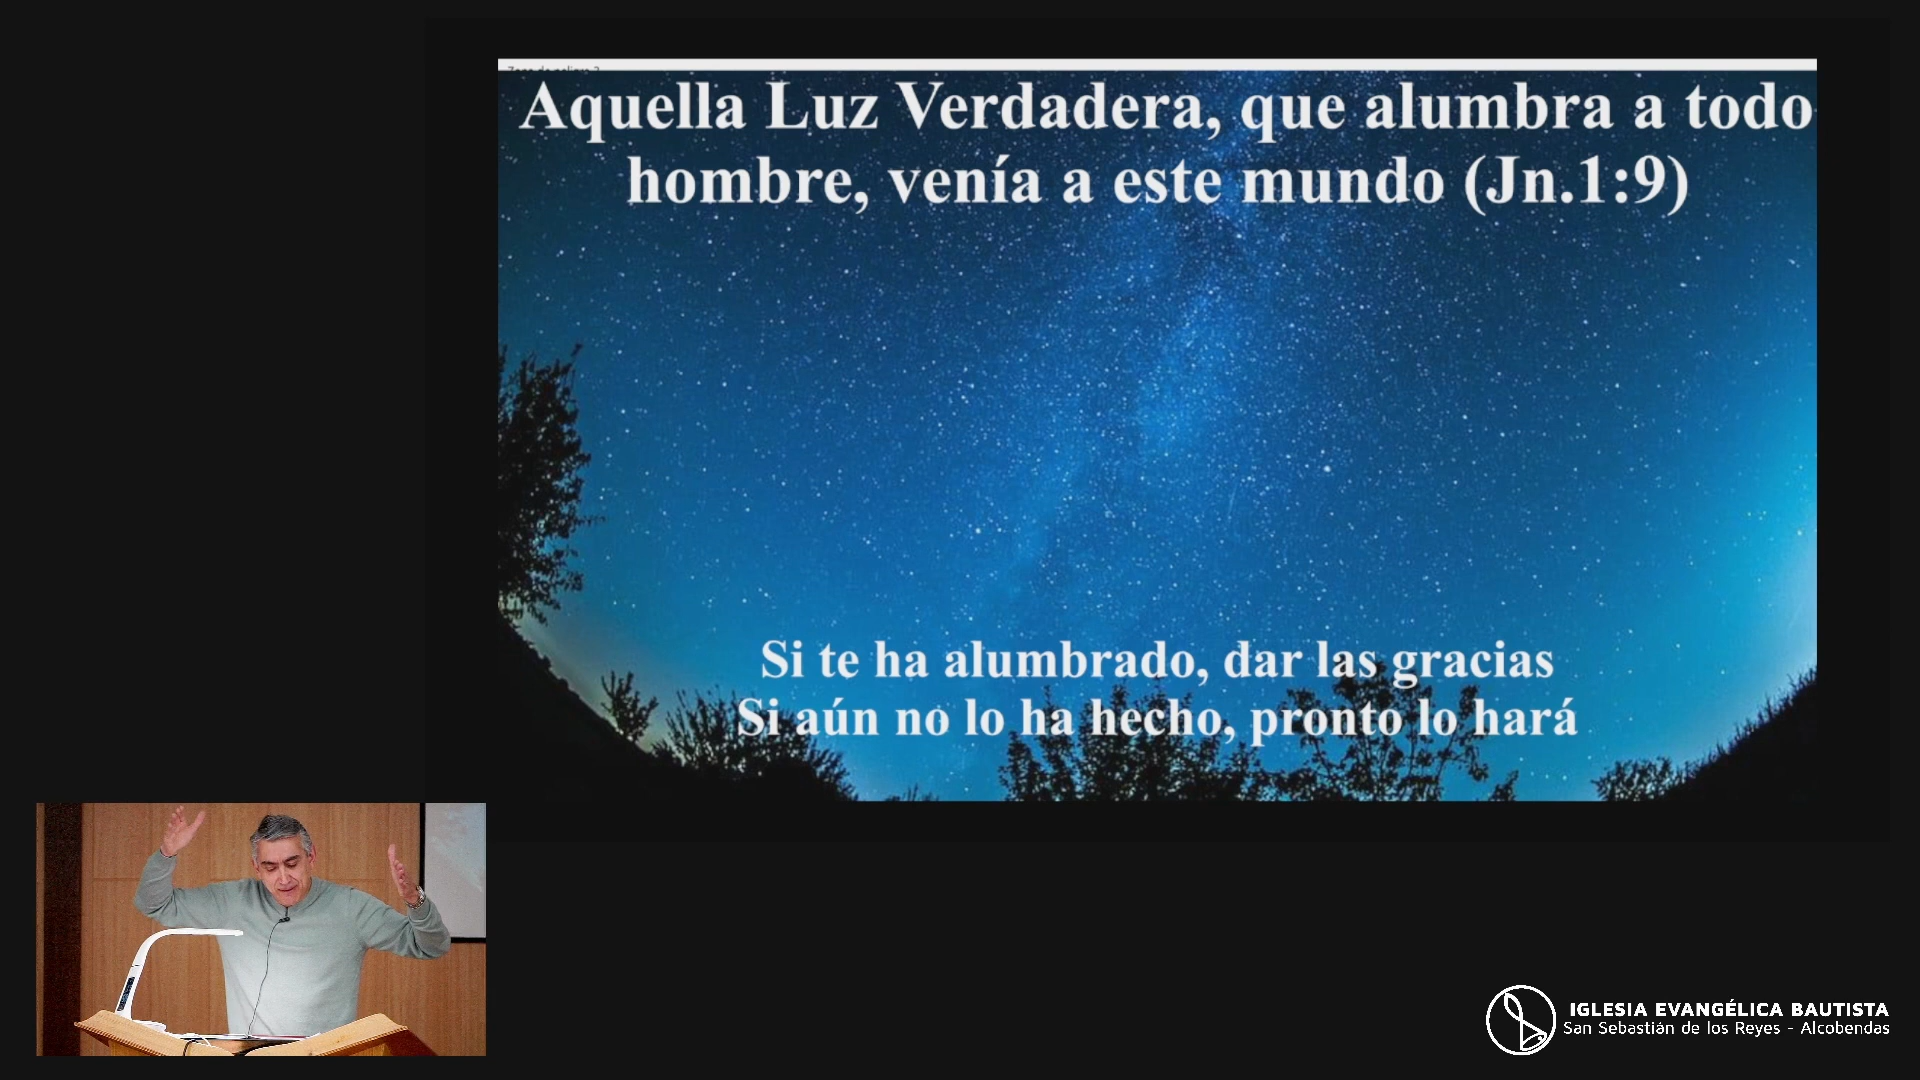 Aquella Luz Verdadera, que alumbra a todo
hombre, venía a este mundo (Jn.1:9)
Si te ha alumbrado, dar las gracias
Si aún no lo ha hecho, pronto lo hará
IGLESIA EVANGÉLICA BAUTISTA
San Sebastián de los Reyes - Alcobendas